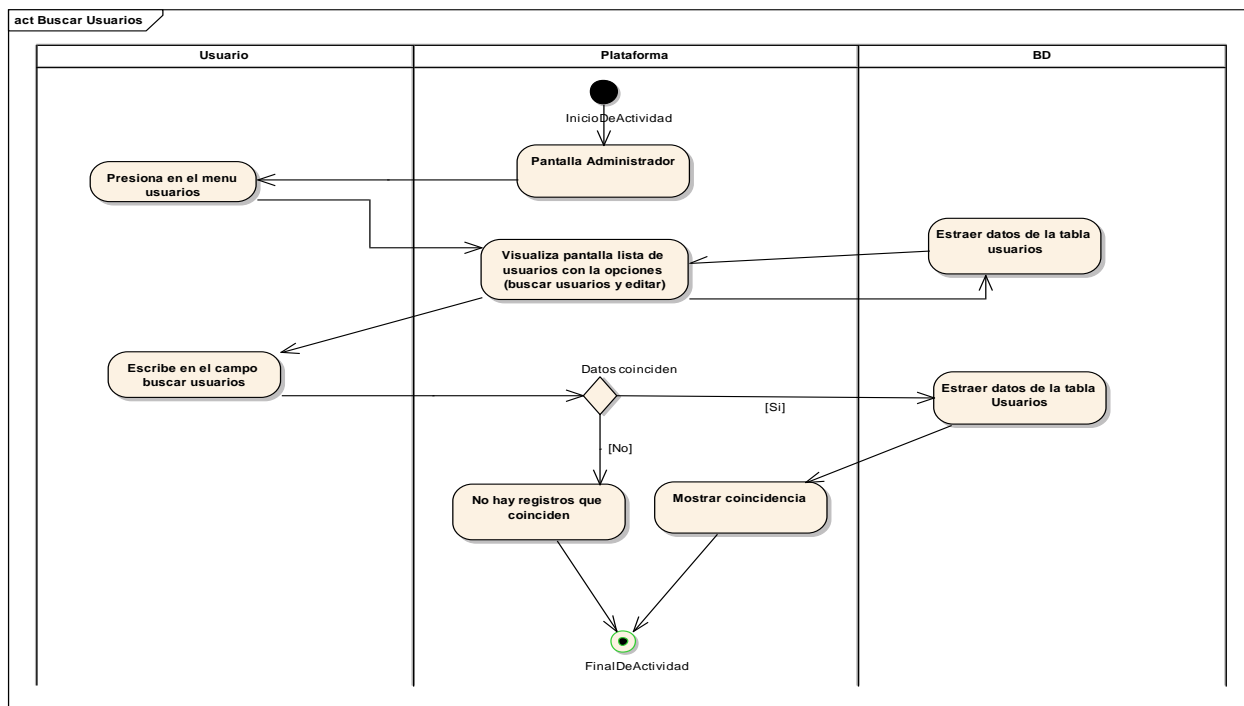 act Buscar Usuarios
Usuario
Plataforma
BD
InicioDeActividad
Pantalla Administrador
Presiona en el menu
usuarios
Estraer datos de la tabla
usuarios
Visualiza pantalla lista de
usuarios con la opciones
(buscar usuarios y editar)
Escribe en el campo
buscar usuarios
Datos coinciden
[Si]
Estraer datos de la tabla
Usuarios
[No]
No hay registros que
coinciden
Mostrar coincidencia
FinalDeActividad